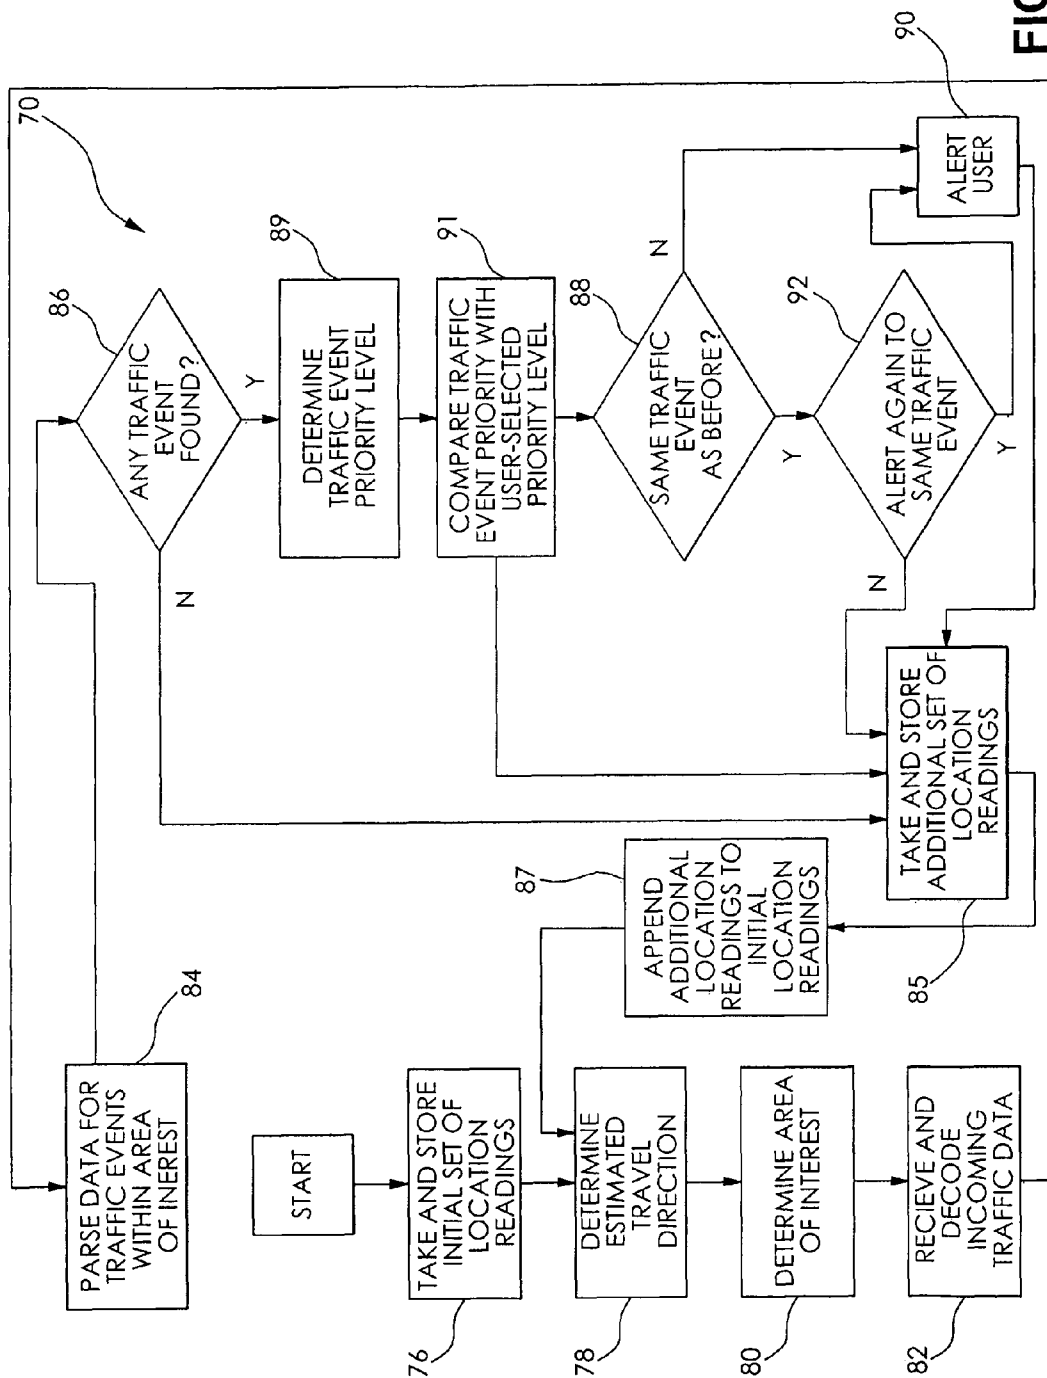 FIG
70
START
76
TAKE AND STORE
INITIAL SET OF
LOCATION
READINGS
78
DETERMINE
ESTIMATED
TRAVEL
DIRECTION
80
DETERMINE AREA
OF INTEREST
82
RECIEVE AND
DECODE
INCOMING
TRAFFIC DATA
84
PARSE DATA FOR
TRAFFIC EVENTS
WITHIN AREA
OF INEREST
86
ANY TRAFFIC
EVENT
FOUND?
N
Y
89
DETERMINE
TRAFFIC EVENT
PRIORITY LEVEL
91
COMPARE TRAFFIC
EVENT PRIORITY WITH
USER-SELECTED
PRIORITY LEVEL
88
SAME TRAFFIC
EVENT
AS BEFORE?
N
Y
92
ALERT AGAIN TO
SAME TRAFFIC
EVENT
N
Y
90
ALERT
USER
85
TAKE AND STORE
ADDITIONAL SET OF
LOCATION
READINGS
87
APPEND
ADDITIONAL
LOCATION
READINGS TO
INITIAL
LOCATION
READINGS